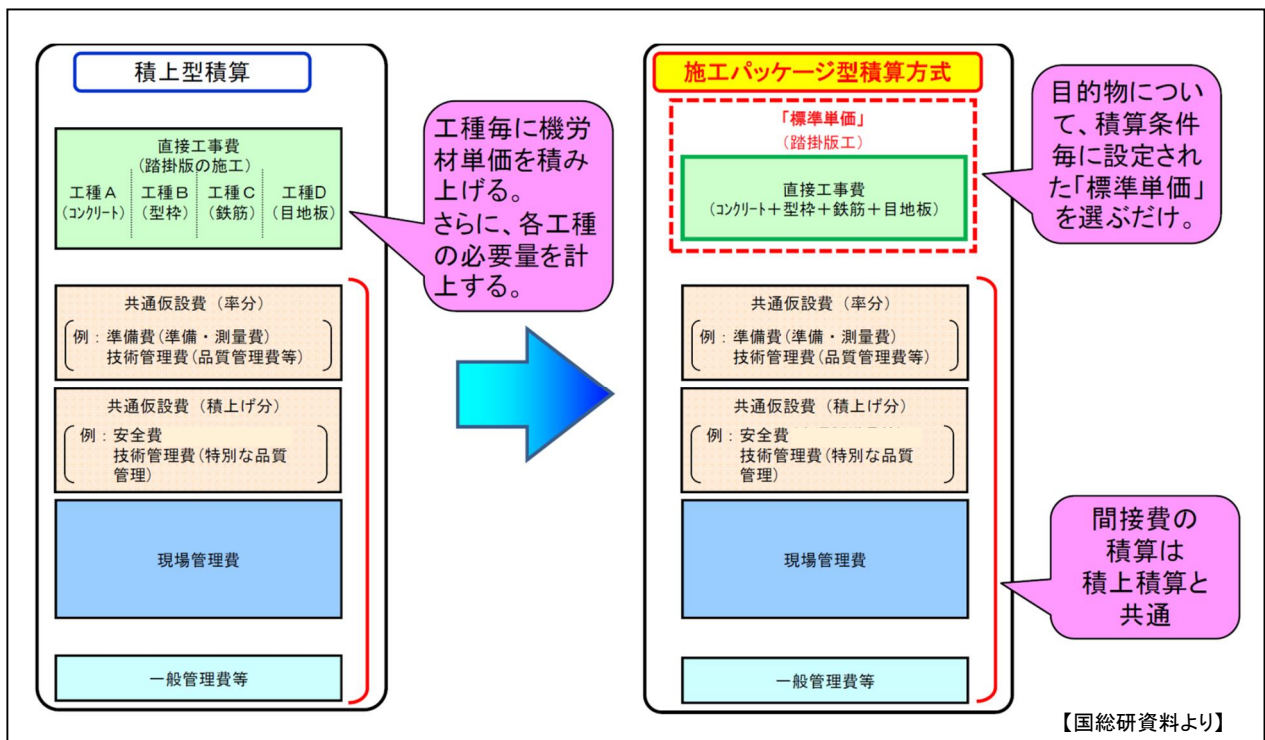 積上型積算
直接工事費
(踏掛版の施工)
工種A 工種B 工種C 工種D
(ｺﾝｸﾘｰﾄ) (型枠) (鉄筋) (目地板)
工種毎に機労
材単価を積み
上げる。
さらに、各工種
の必要量を計
上する。
共通仮設費（率分）
例：準備費(準備・測量費)
技術管理費(品質管理費等)
共通仮設費（積上げ分）
例：安全費
技術管理費(特別な品質
管理)
現場管理費
一般管理費等
施工パッケージ型積算方式
「標準単価」
（踏掛版工）
直接工事費
(ｺﾝｸﾘｰﾄ＋型枠＋鉄筋＋目地板)
目的物につい
て、積算条件
毎に設定され
た「標準単価」
を選ぶだけ。
共通仮設費（率分）
例：準備費(準備・測量費)
技術管理費(品質管理費等)
共通仮設費（積上げ分）
例：安全費
技術管理費(特別な品質
管理)
現場管理費
一般管理費等
間接費の
積算は
積上積算と
共通
【国総研資料より】